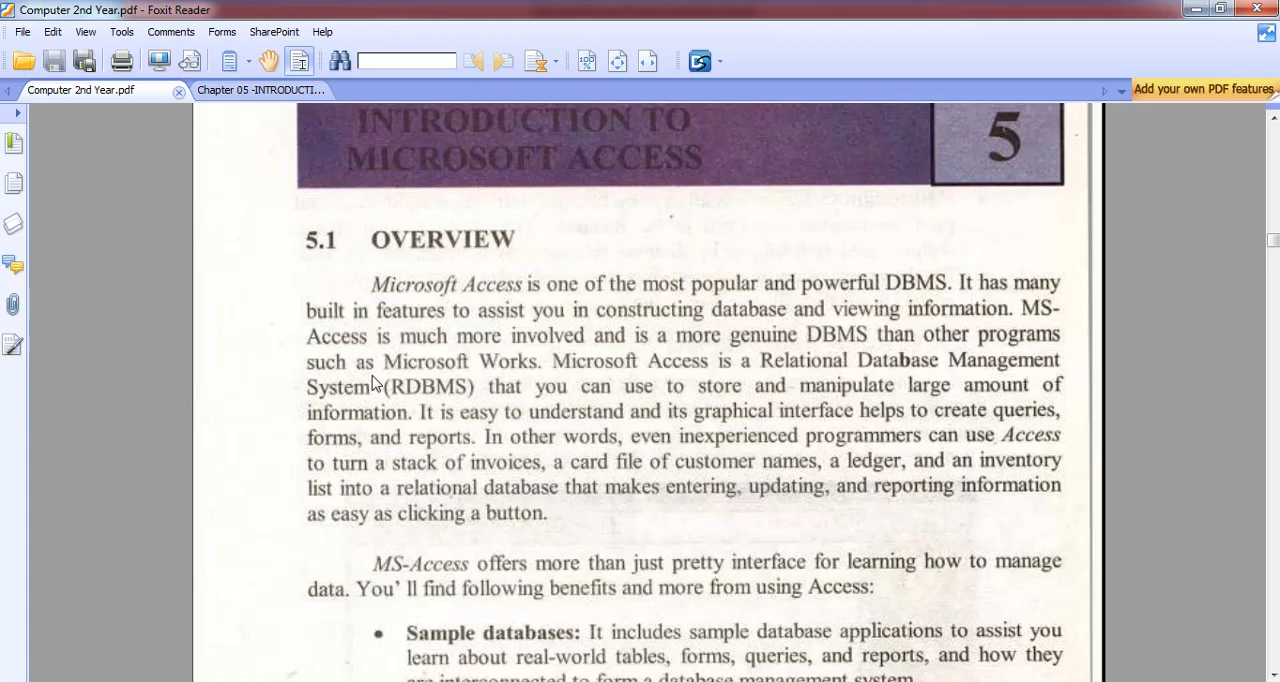 Computer 2nd Year.pdf - Foxit Reader
File Edit View Tools Comments Forms SharePoint Help
Computer 2nd Year.pdf Chapter 05 -INTRODUCTI... Add your own PDF features
INTRODUCTION TO
MICROSOFT ACCESS
5
5.1 OVERVIEW
Microsoft Access is one of the most popular and powerful DBMS. It has many
built in features to assist you in constructing database and viewing information. MS-
Access is much more involved and is a more genuine DBMS than other programs
such as Microsoft Works. Microsoft Access is a Relational Database Management
System (RDBMS) that you can use to store and manipulate large amount of
information. It is easy to understand and its graphical interface helps to create queries,
forms, and reports. In other words, even inexperienced programmers can use Access
to turn a stack of invoices, a card file of customer names, a ledger, and an inventory
list into a relational database that makes entering, updating, and reporting information
as easy as clicking a button.
MS-Access offers more than just pretty interface for learning how to manage
data. You' ll find following benefits and more from using Access:
• Sample databases: It includes sample database applications to assist you
learn about real-world tables, forms, queries, and reports, and how they
are interconnected to form a database management system.